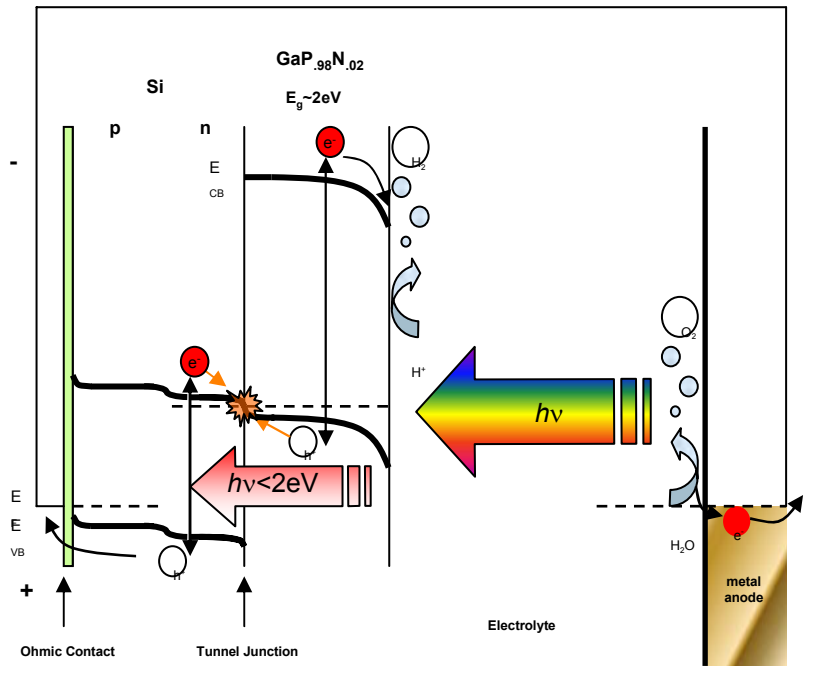 GaP.98N.02
Si
Eg~2eV
p
n
e-
-
E
CB
H2
O2
e-
H+
hν
h+
hν<2eV
E
F
E
VB
h+
e-
H2O
+
metal
anode
Electrolyte
Ohmic Contact
Tunnel Junction